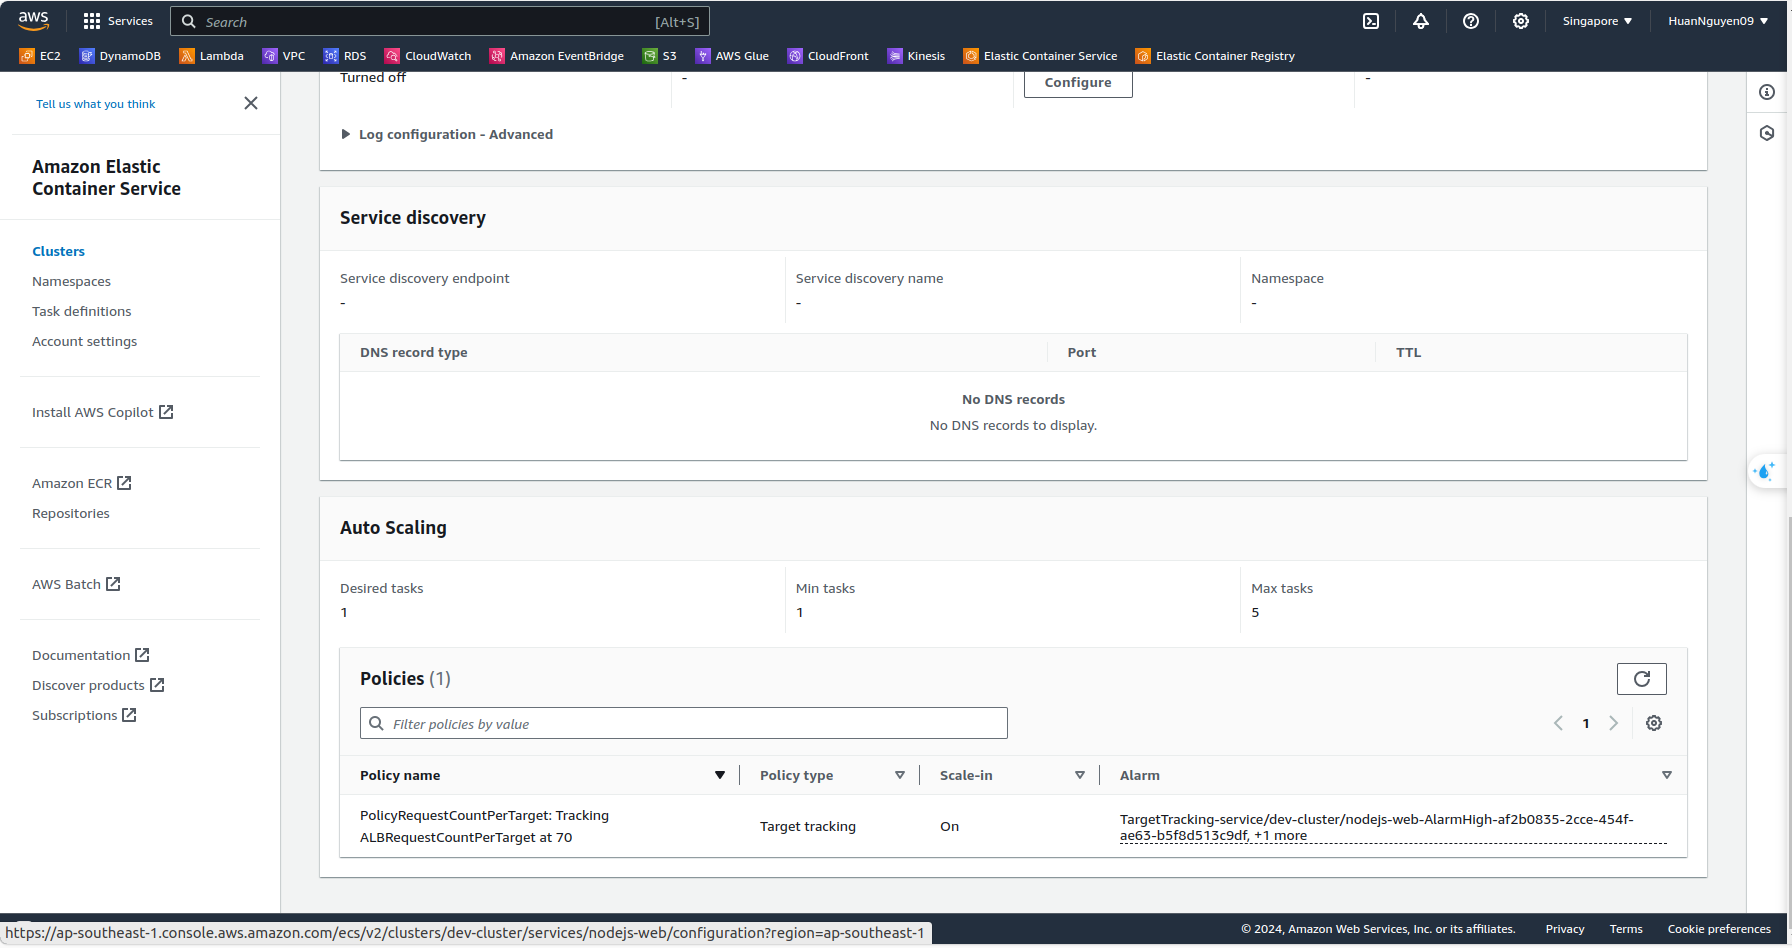 aws
Services
Search
[Alt+S]
Singapore
HuanNguyen09
EC2
DynamoDB
Lambda
VPC
RDS
CloudWatch
Amazon EventBridge
S3
AWS Glue
CloudFront
Kinesis
Elastic Container Service
Elastic Container Registry
Tell us what you think
Amazon Elastic
Container Service
Clusters
Namespaces
Task definitions
Account settings
Install AWS Copilot
Amazon ECR
Repositories
AWS Batch
Documentation
Discover products
Subscriptions
Turned off
-
Configure
-
Log configuration - Advanced
Service discovery
Service discovery endpoint
-
Service discovery name
-
Namespace
-
DNS record type
Port
TTL
No DNS records
No DNS records to display.
Auto Scaling
Desired tasks
1
Min tasks
1
Max tasks
5
Policies (1)
Filter policies by value
1
Policy name
Policy type
Scale-in
Alarm
PolicyRequestCountPerTarget: Tracking
ALBRequestCountPerTarget at 70
Target tracking
On
TargetTracking-service/dev-cluster/nodejs-web-AlarmHigh-af2b0835-2cce-454f-
ae63-b5f8d513c9df, +1 more
https://ap-southeast-1.console.aws.amazon.com/ecs/v2/clusters/dev-cluster/services/nodejs-web/configuration?region=ap-southeast-1
© 2024, Amazon Web Services, Inc. or its affiliates.
Privacy
Terms
Cookie preferences